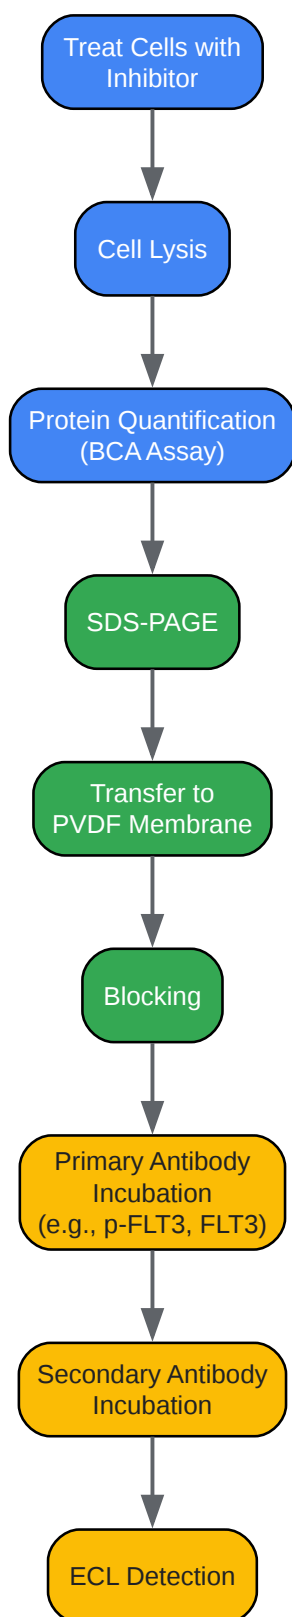 Treat Cells with
Inhibitor
Cell Lysis
Protein Quantification
(BCA Assay)
SDS-PAGE
Transfer to
PVDF Membrane
Blocking
Primary Antibody
Incubation
(e.g., p-FLT3, FLT3)
Secondary Antibody
Incubation
ECL Detection